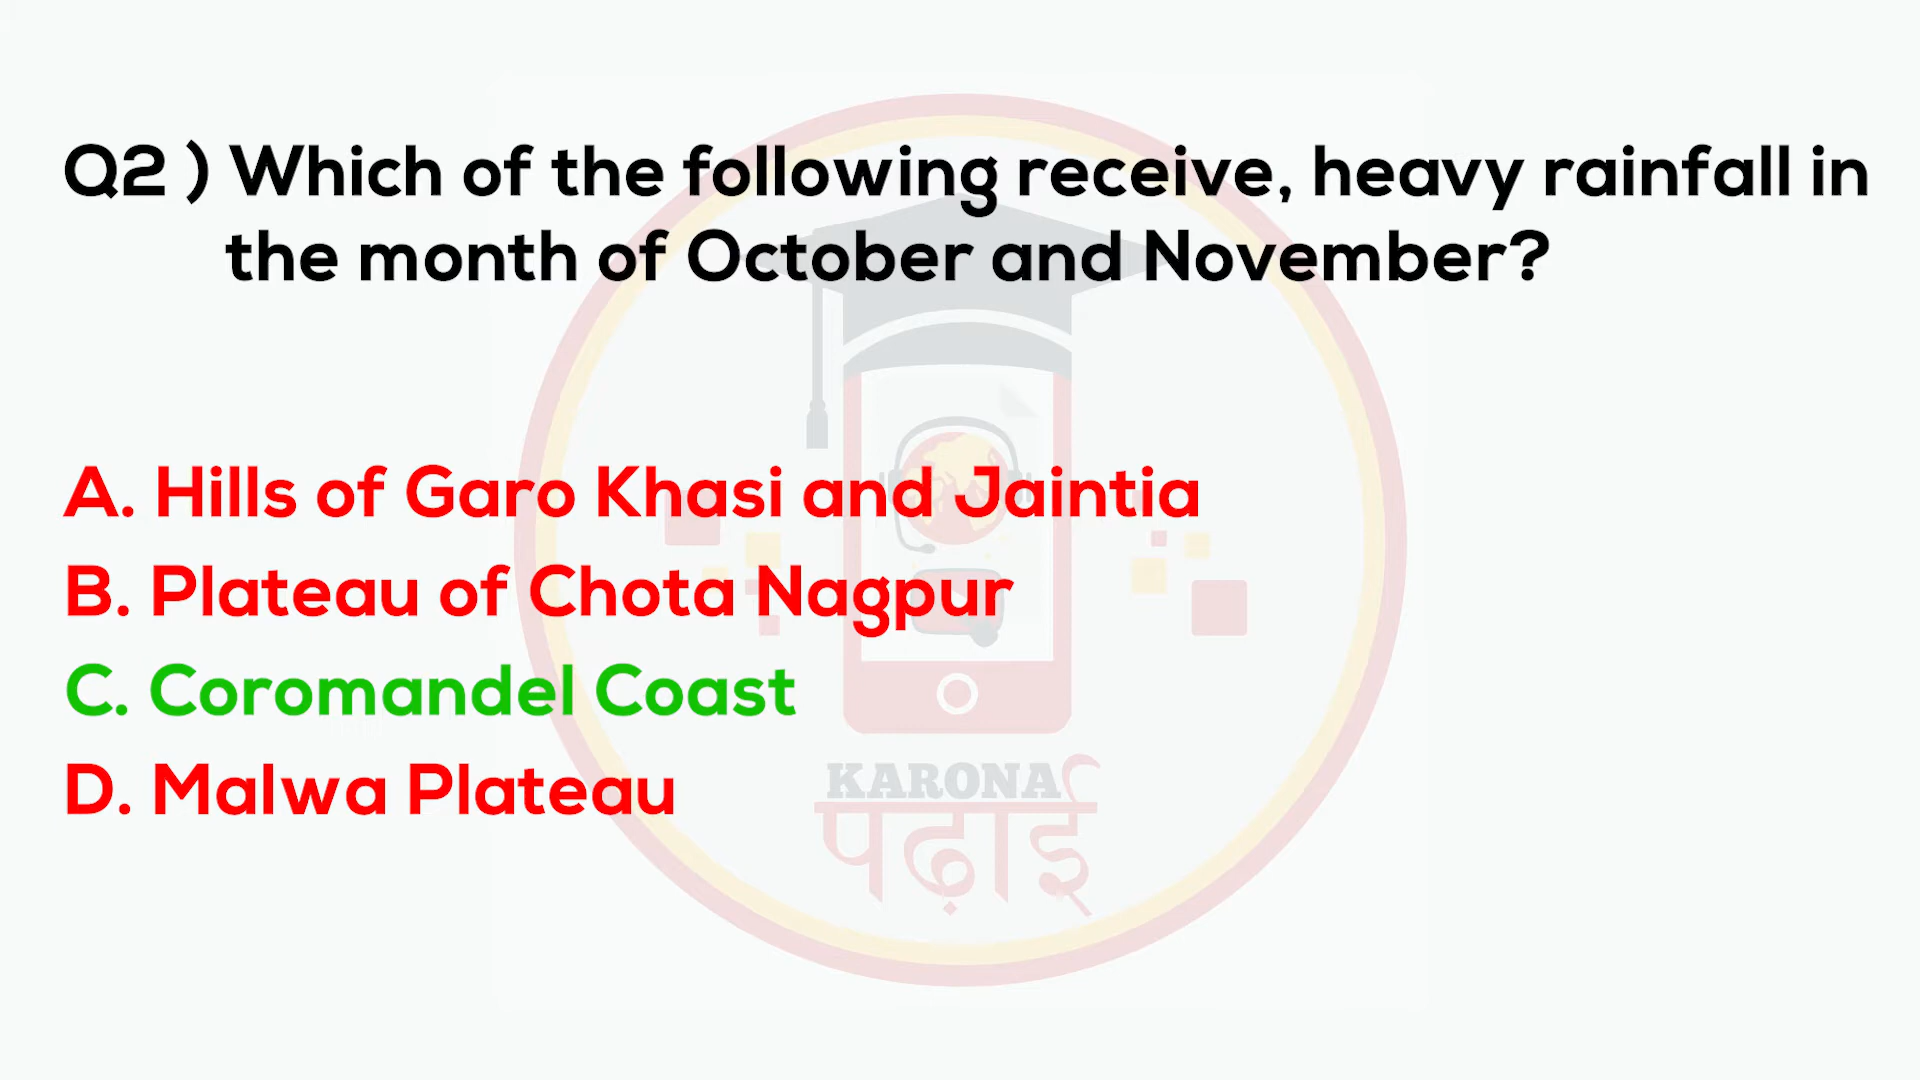 Q2 ) Which of the following receive, heavy rainfall in
the month of October and November?
A. Hills of Garo Khasi and Jaintia
B. Plateau of Chota Nagpur
C. Coromandel Coast
D. Malwa Plateau
KARONA
पढ़ाई